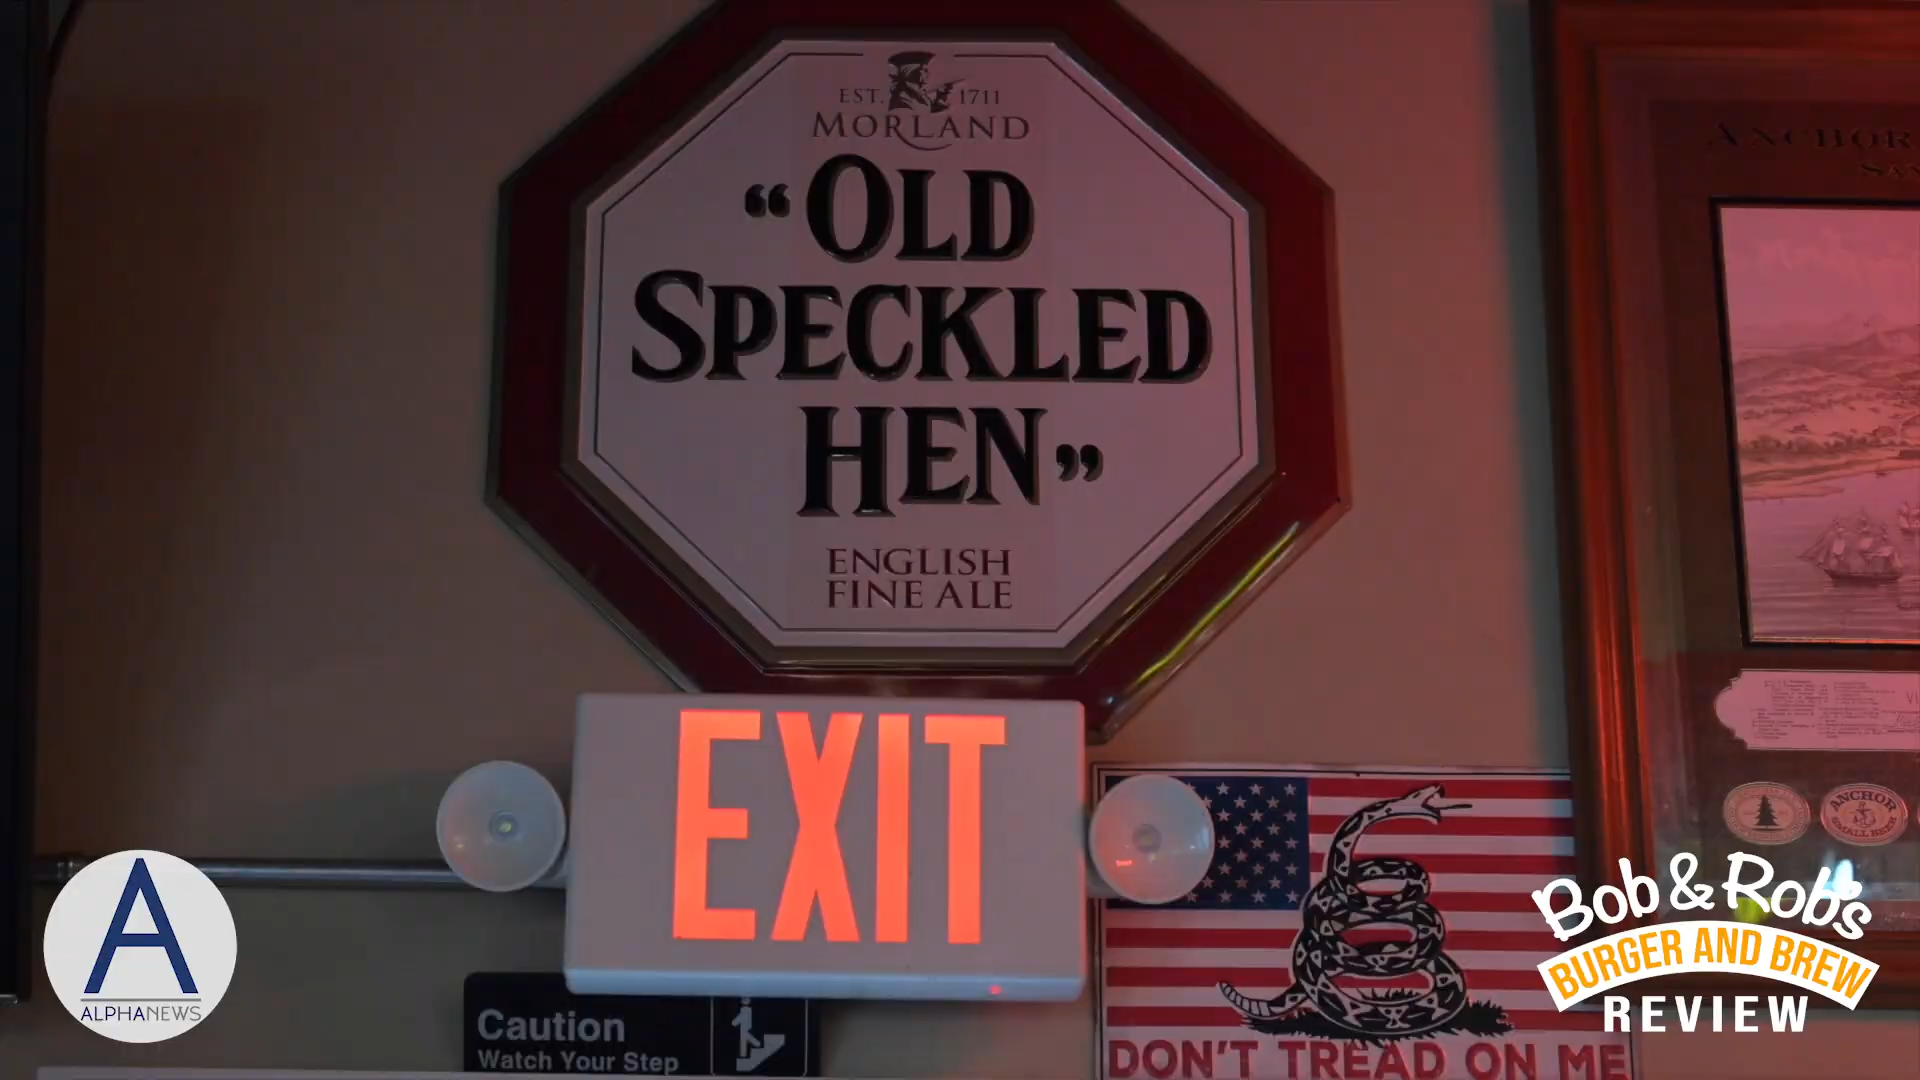 EST. 1711
MORLAND
"OLD
SPECKLED
HEN"
ENGLISH
FINE ALE
ANCHOR
EXIT
ANCHOR
SMALL BEER
Caution
Watch Your Step
DON'T TREAD ON ME
ALPHANEWS
Bob & Rob's
BURGER AND BREW
REVIEW